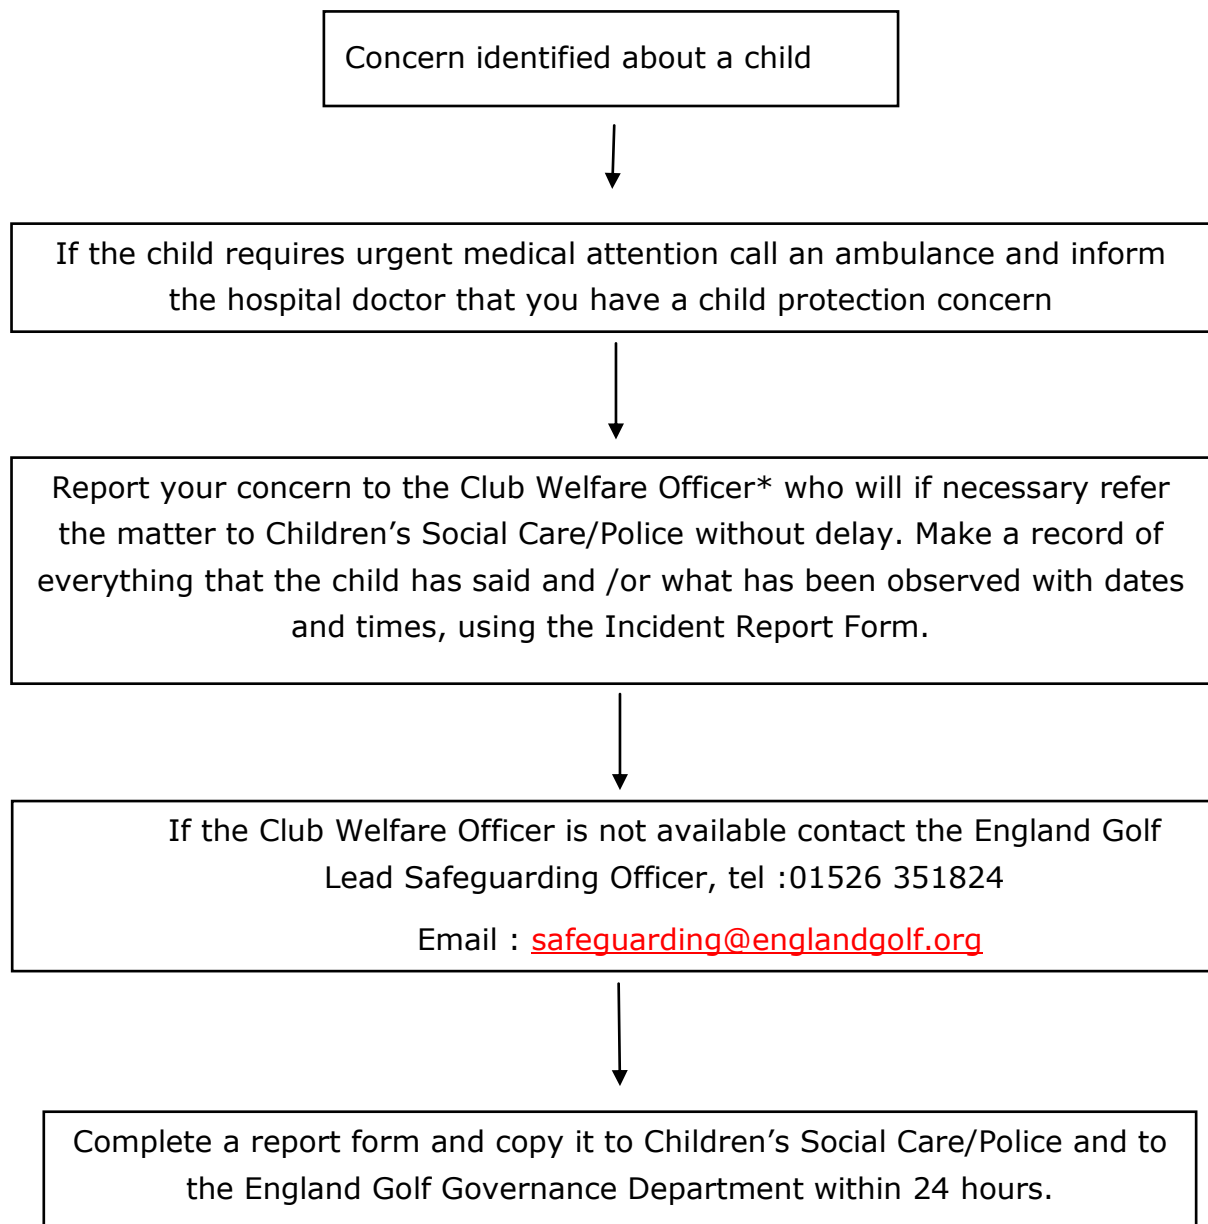 Concern identified about a child
If the child requires urgent medical attention call an ambulance and inform
the hospital doctor that you have a child protection concern
Report your concern to the Club Welfare Officer* who will if necessary refer
the matter to Children’s Social Care/Police without delay. Make a record of
everything that the child has said and /or what has been observed with dates
and times, using the Incident Report Form.
If the Club Welfare Officer is not available contact the England Golf
Lead Safeguarding Officer, tel :01526 351824
Email : safeguarding@englandgolf.org
Complete a report form and copy it to Children’s Social Care/Police and to
the England Golf Governance Department within 24 hours.